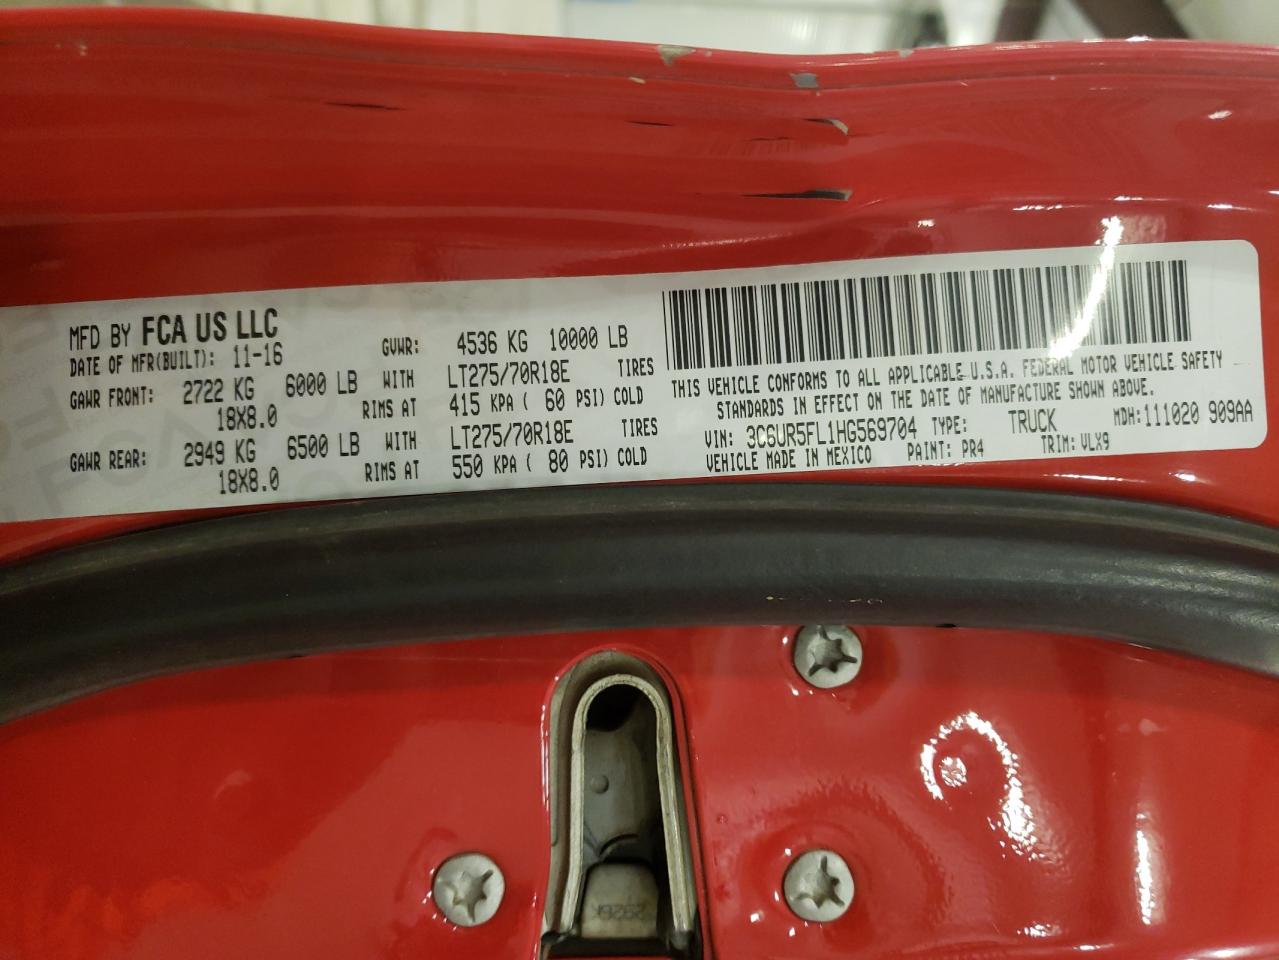 MFD BY FCA US LLC
DATE OF MFR(BUILT): 11-16 GVWR: 4536 KG 10000 LB
GAWR FRONT: 2722 KG 6000 LB WITH LT275/70R18E TIRES
18X8.0 RIMS AT 415 KPA ( 60 PSI) COLD
GAWR REAR: 2949 KG 6500 LB WITH LT275/70R18E TIRES
18X8.0 RIMS AT 550 KPA ( 80 PSI) COLD
THIS VEHICLE CONFORMS TO ALL APPLICABLE U.S.A. FEDERAL MOTOR VEHICLE SAFETY
STANDARDS IN EFFECT ON THE DATE OF MANUFACTURE SHOWN ABOVE.
VIN: 3C6UR5FL1HG569704 TYPE: TRUCK MDH:111020 909AA
VEHICLE MADE IN MEXICO PAINT: PR4 TRIM: VLX9